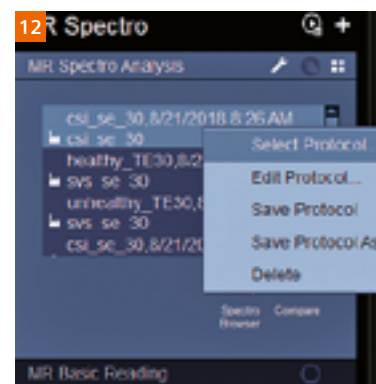 12 R Spectro
MR Spectro Analysis
csi_se_30,8/21/2018 8:26 AM
csi_se_30
healthy_TE30,8/2
svs_se_30
unhealthy_TE30,8
svs_se_30
csi_se_30,8/21/20
Select Protocol...
Edit Protocol...
Save Protocol
Save Protocol As
Delete
Spectro Browser
Compare
MR Basic Reading